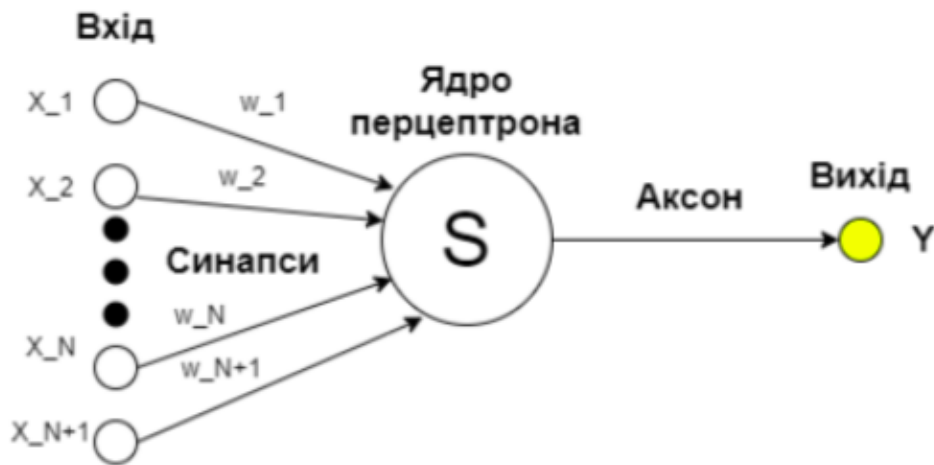 Вхід
X_1
w_1
Ядро
перцептрона
X_2
w_2
S
Аксон
Вихід
Y
Синапси
X_N
w_N
w_N+1
X_N+1